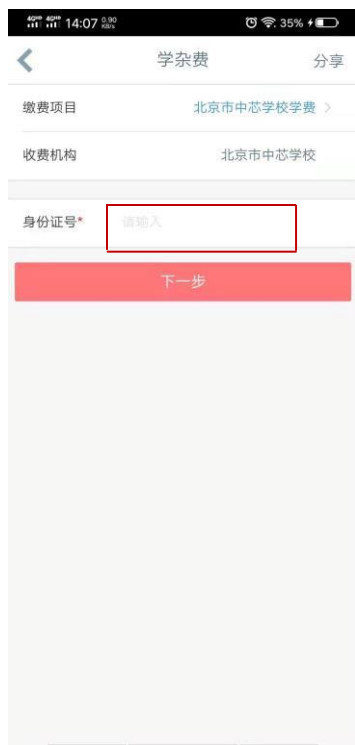 14:07 0.90 KB/s 35%
学杂费 分享
缴费项目 北京市中芯学校学费
收费机构 北京市中芯学校
身份证号* 请输入
下一步